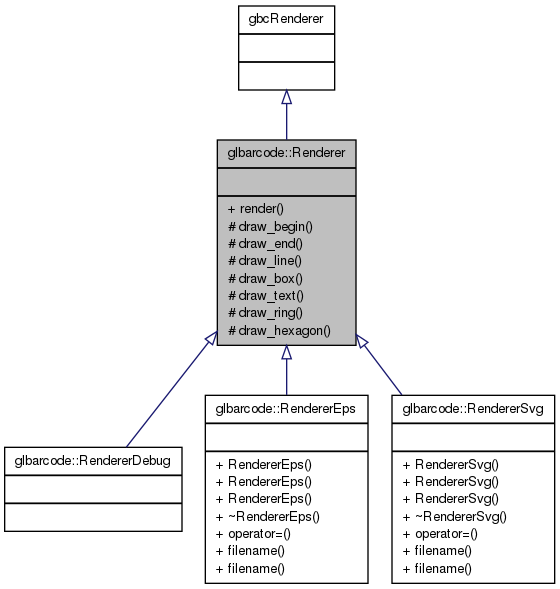 gbcRenderer
glbarcode::Renderer
+ render()
# draw_begin()
# draw_end()
# draw_line()
# draw_box()
# draw_text()
# draw_ring()
# draw_hexagon()
glbarcode::RendererDebug
glbarcode::RendererEps
+ RendererEps()
+ RendererEps()
+ RendererEps()
+ ~RendererEps()
+ operator=()
+ filename()
+ filename()
glbarcode::RendererSvg
+ RendererSvg()
+ RendererSvg()
+ RendererSvg()
+ ~RendererSvg()
+ operator=()
+ filename()
+ filename()